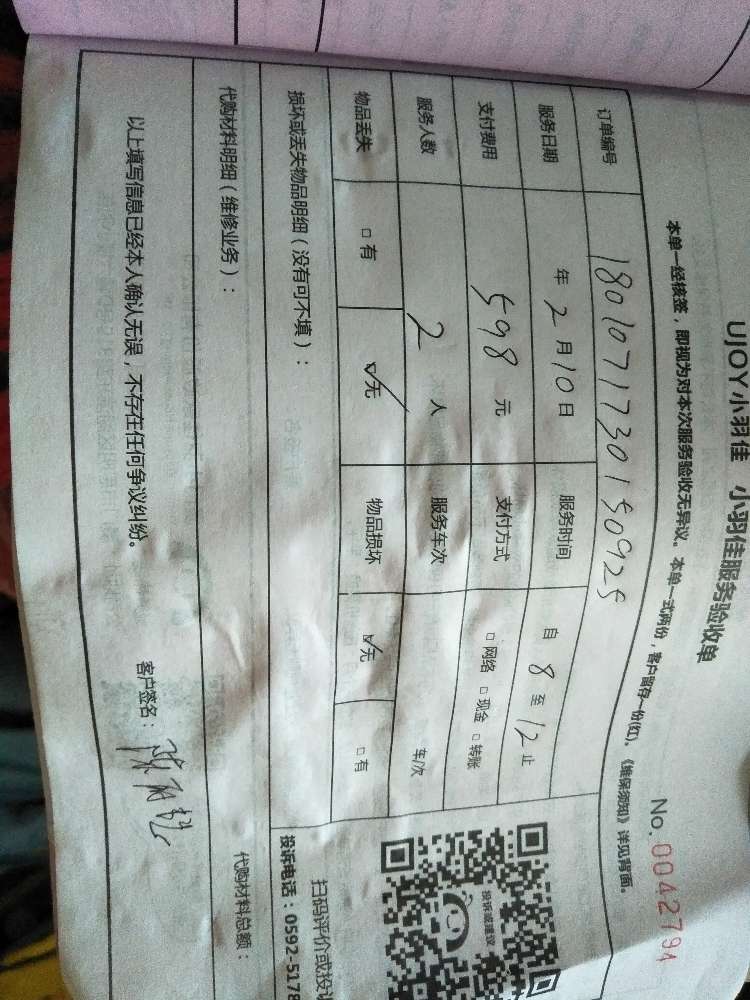 UJOY小羽佳 小羽佳服务验收单
No. 0042794
本单一经核签，即视为对本次服务验收无异议、本单一式两份，客户留存一份(红)、《维保须知》详见背面。
订单编号 180107173015092S
服务日期 年 2 月 10 日 服务时间 自 8 至 12 止
支付费用 598 元 支付方式 □网络 □现金 □转账
服务人数 2 人 服务车次 车/次
物品丢失 □有 ☑无 物品损坏 ☑无 □有
投诉或建议
扫码评价或投诉
投诉电话：0592-5178
损坏或丢失物品明细（没有可不填）：
代购材料明细（维修业务）： 代购材料总额：
以上填写信息已经本人确认无误，不存在任何争议纠纷。
客户签名：